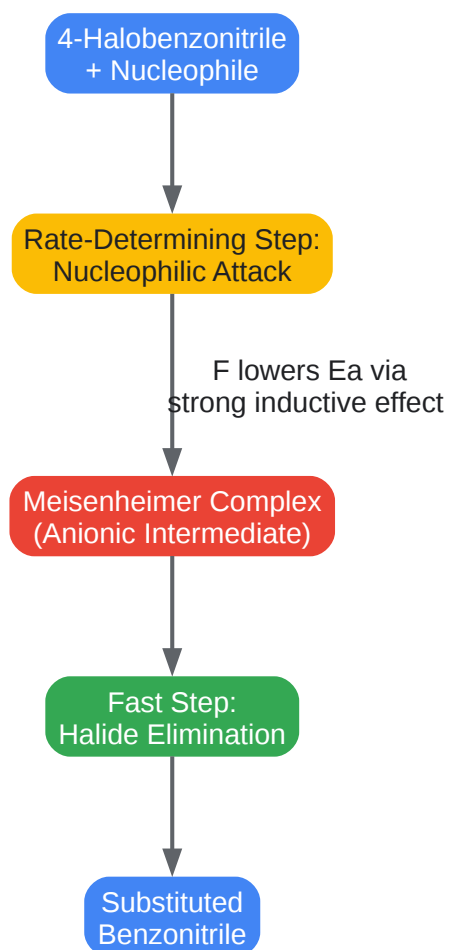 4-Halobenzonitrile
+ Nucleophile
Rate-Determining Step:
Nucleophilic Attack
F lowers Ea via
strong inductive effect
Meisenheimer Complex
(Anionic Intermediate)
Fast Step:
Halide Elimination
Substituted
Benzonitrile